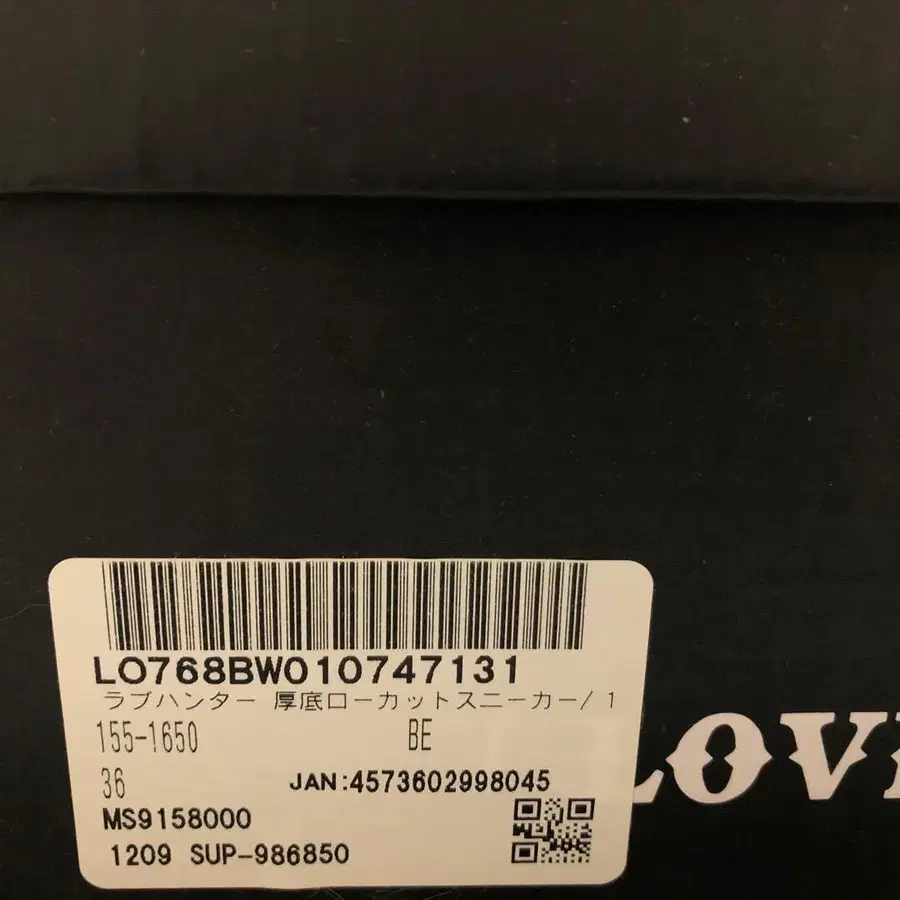 LO768BW010747131
ラブハンター 厚底ローカットスニーカー/ 1
155-1650 BE
36 JAN:4573602998045
MS9158000
1209 SUP-986850
LOV